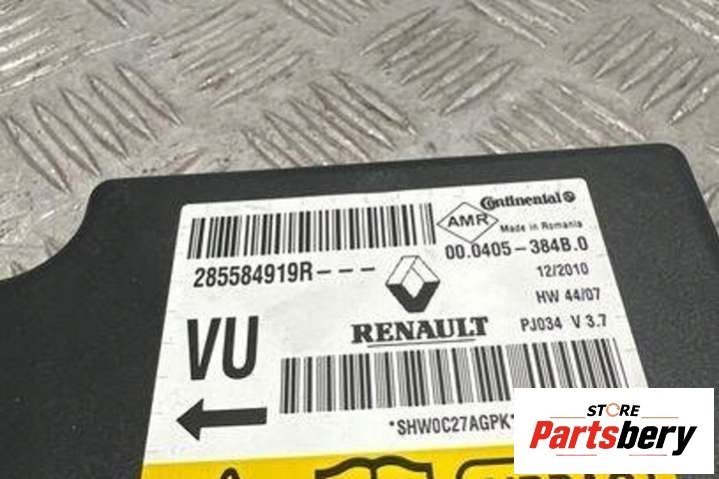 Continental
AMR
Made in Romania
285584919R---
00.0405-384B.0
12/2010
HW 44/07
VU
RENAULT
PJ034 V 3.7
*SHW0C27AGPK*
STORE
Partsbery